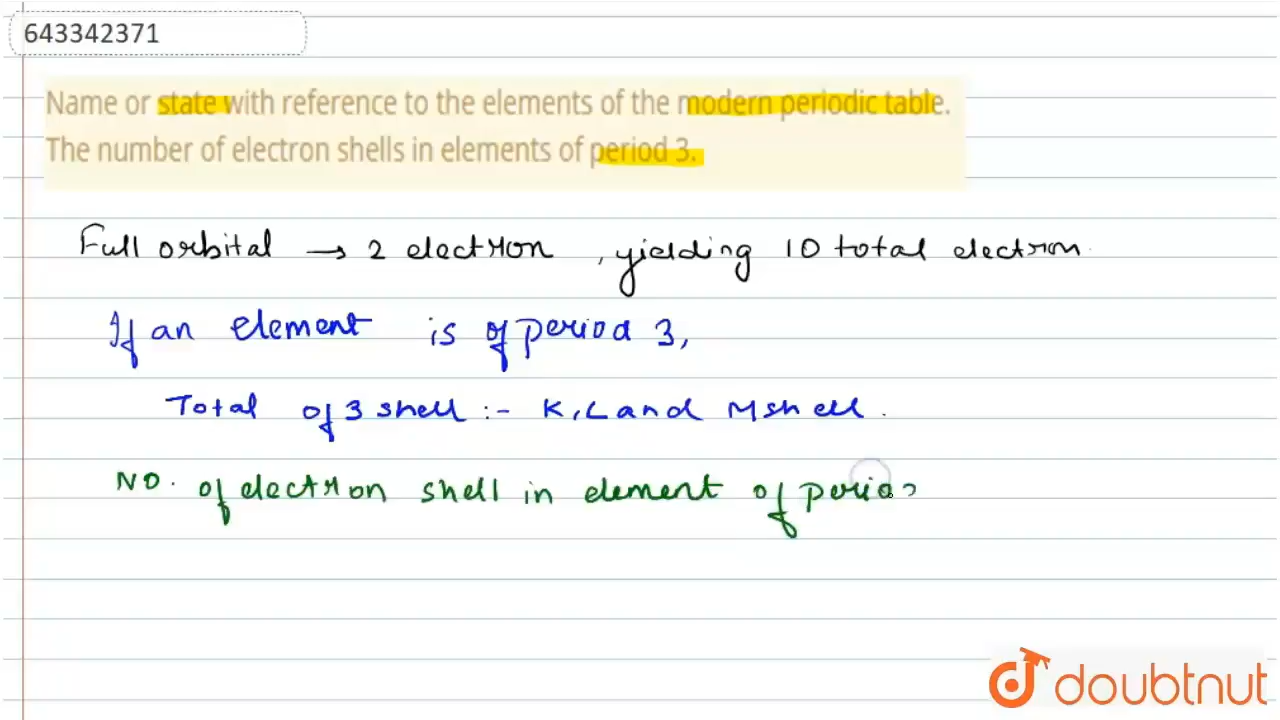 643342371
Name or state with reference to the elements of the modern periodic table.
The number of electron shells in elements of period 3.
Full orbital → 2 electron , yielding 10 total electron.
If an element is of period 3,
Total of 3 shell :- K, L and M shell.
NO. of electron shell in element of perio
doubtnut